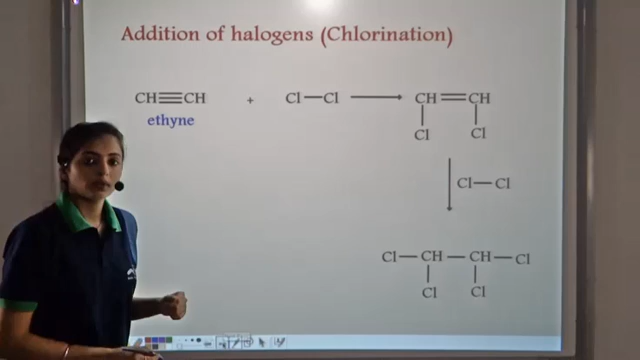 Addition of halogens (Chlorination)
CH≡CH + Cl—Cl ⟶ CH=CH
ethyne
Cl Cl
Cl—Cl
Cl—CH—CH—Cl
Cl Cl